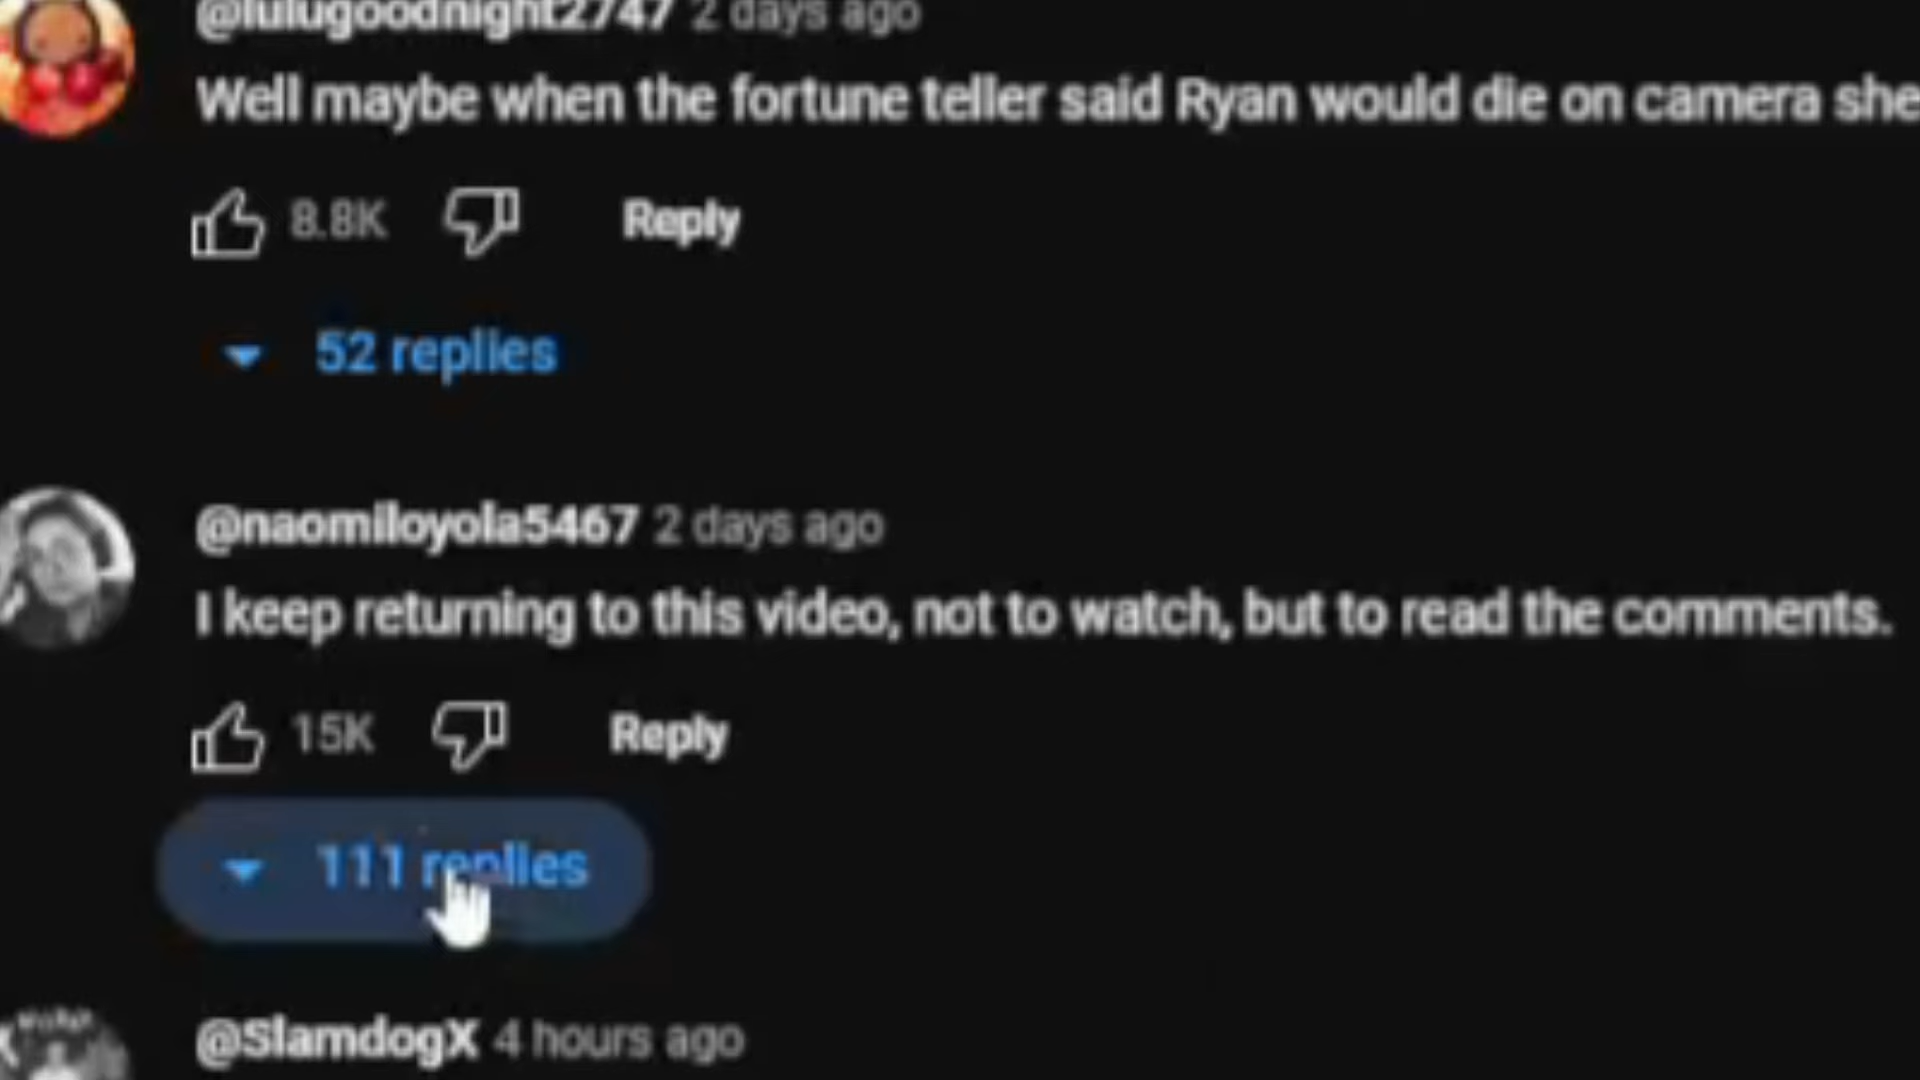 @lulugoodnight2747 2 days ago
Well maybe when the fortune teller said Ryan would die on camera she
8.8K Reply
52 replies
@naomiloyola5467 2 days ago
I keep returning to this video, not to watch, but to read the comments.
15K Reply
111 replies
@SlamdogX 4 hours ago